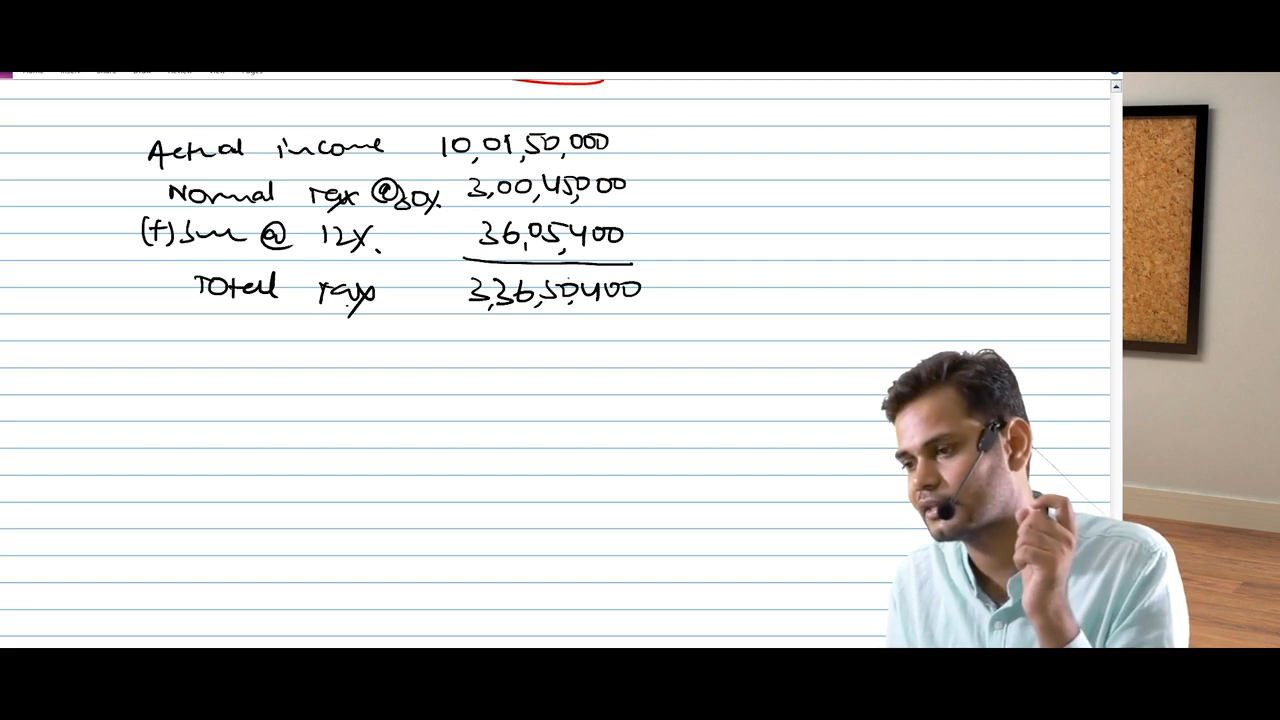 Actual income 10,01,50,000
Normal tax @30% 3,00,45,000
(+) Sur @ 12% 36,05,400
Total tax 3,36,50,400